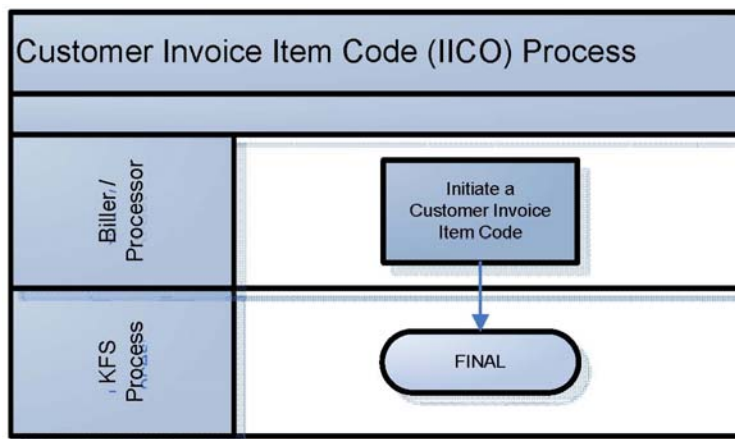 Customer Invoice Item Code (IICO) Process
Biller /
Processor
Initiate a
Customer Invoice
Item Code
KFS
Process
FINAL